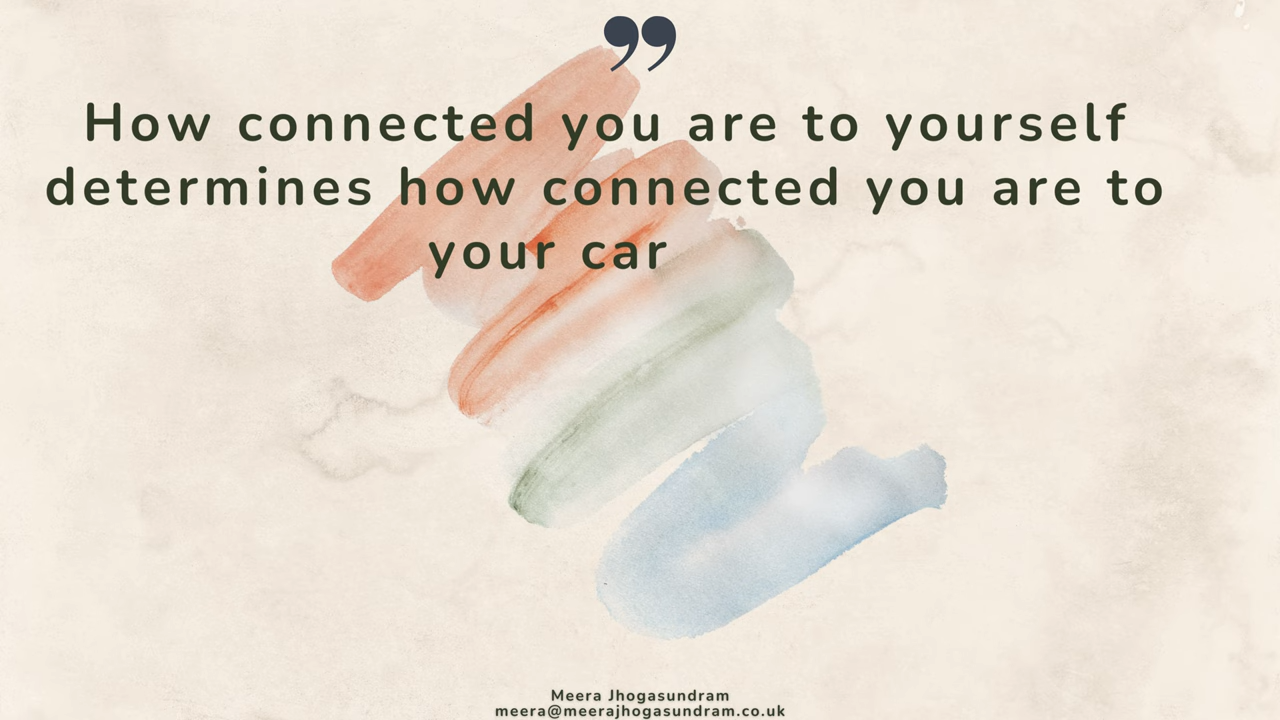 ”
How connected you are to yourself
determines how connected you are to
your car
Meera Jhogasundram
meera@meerajhogasundram.co.uk